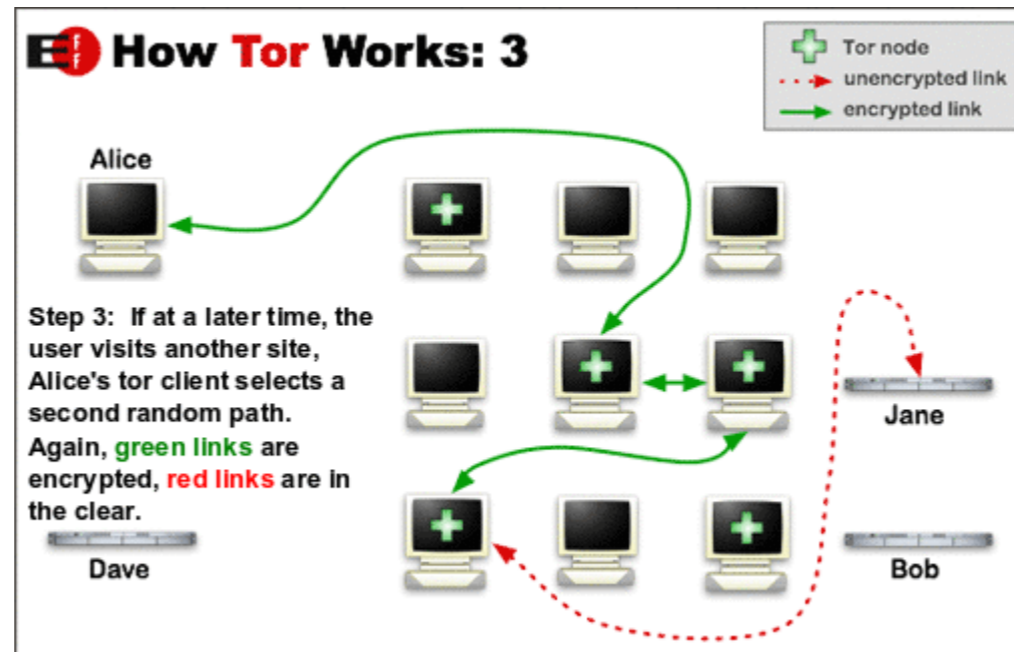 EFF How Tor Works: 3
Tor node
unencrypted link
encrypted link
Alice
Step 3: If at a later time, the
user visits another site,
Alice's tor client selects a
second random path.
Again, green links are
encrypted, red links are in
the clear.
Jane
Dave
Bob